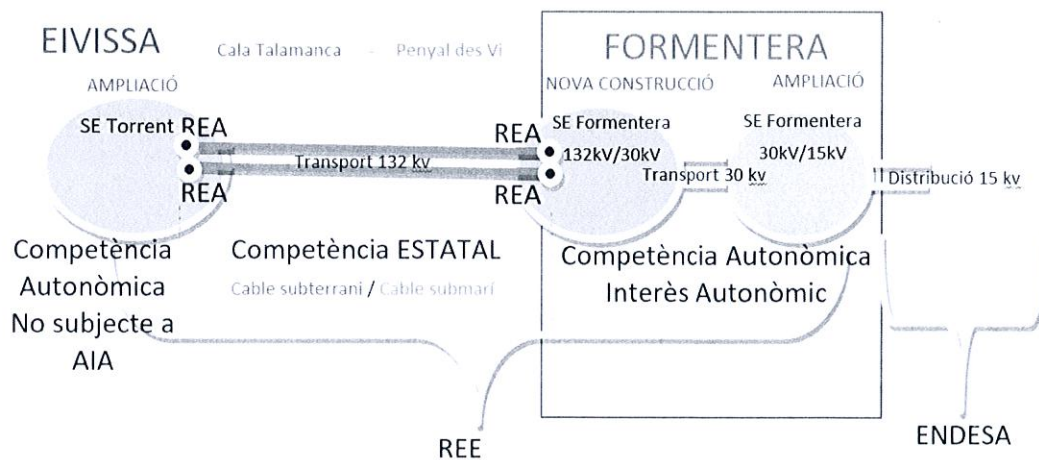 EIVISSA
Cala Talamanca - Penyal des Vi
FORMENTERA
AMPLIACIÓ
NOVA CONSTRUCCIÓ
AMPLIACIÓ
SE Torrent
REA
REA
SE Formentera
132kV/30kV
SE Formentera
30kV/15kV
Transport 132 kv
Transport 30 kv
Distribució 15 kv
REA
REA
Competència
Autonòmica
No subjecte a
AIA
Competència ESTATAL
Cable subterrani / Cable submarí
Competència Autonòmica
Interès Autonòmic
REE
ENDESA